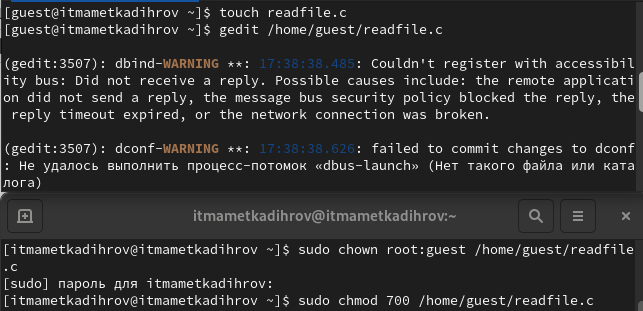 [guest@itmametkadihrov ~]$ touch readfile.c
[guest@itmametkadihrov ~]$ gedit /home/guest/readfile.c
(gedit:3507): dbind-WARNING **: 17:38:38.485: Couldn't register with accessibil
ity bus: Did not receive a reply. Possible causes include: the remote applicati
on did not send a reply, the message bus security policy blocked the reply, the
reply timeout expired, or the network connection was broken.
(gedit:3507): dconf-WARNING **: 17:38:38.626: failed to commit changes to dconf
: Не удалось выполнить процесс-потомок «dbus-launch» (Нет такого файла или ката
лога)
itmametkadihrov@itmametkadihrov:~
[itmametkadihrov@itmametkadihrov ~]$ sudo chown root:guest /home/guest/readfile
.c
[sudo] пароль для itmametkadihrov:
[itmametkadihrov@itmametkadihrov ~]$ sudo chmod 700 /home/guest/readfile.c